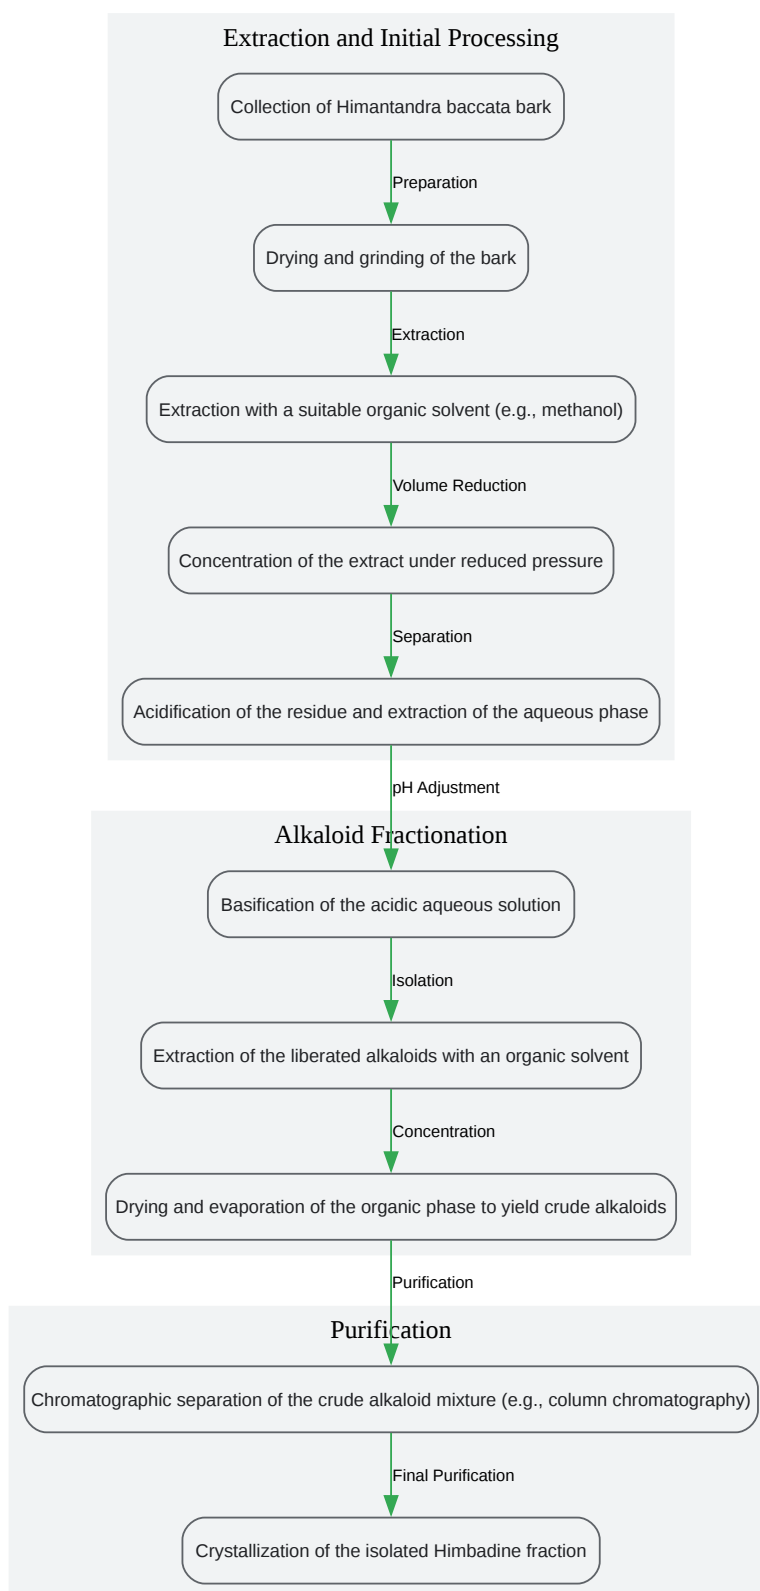 Extraction and Initial Processing
Collection of Himantandra baccata bark
Preparation
Drying and grinding of the bark
Extraction
Extraction with a suitable organic solvent (e.g., methanol)
Volume Reduction
Concentration of the extract under reduced pressure
Separation
Acidification of the residue and extraction of the aqueous phase
pH Adjustment
Alkaloid Fractionation
Basification of the acidic aqueous solution
Isolation
Extraction of the liberated alkaloids with an organic solvent
Concentration
Drying and evaporation of the organic phase to yield crude alkaloids
Purification
Purification
Chromatographic separation of the crude alkaloid mixture (e.g., column chromatography)
Final Purification
Crystallization of the isolated Himbadine fraction